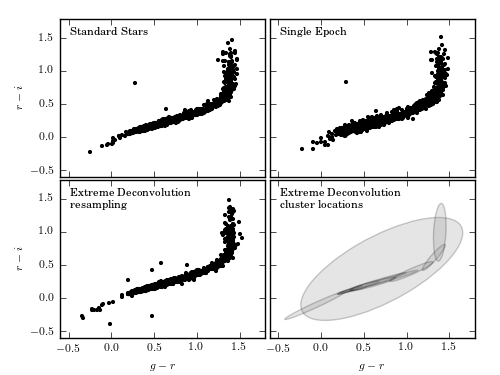 Standard Stars
Single Epoch
1.5
1.0
0.5
0.0
−0.5
r − i
Extreme Deconvolution
resampling
Extreme Deconvolution
cluster locations
1.5
1.0
0.5
0.0
−0.5
r − i
−0.5 0.0 0.5 1.0 1.5
−0.5 0.0 0.5 1.0 1.5
g − r
g − r